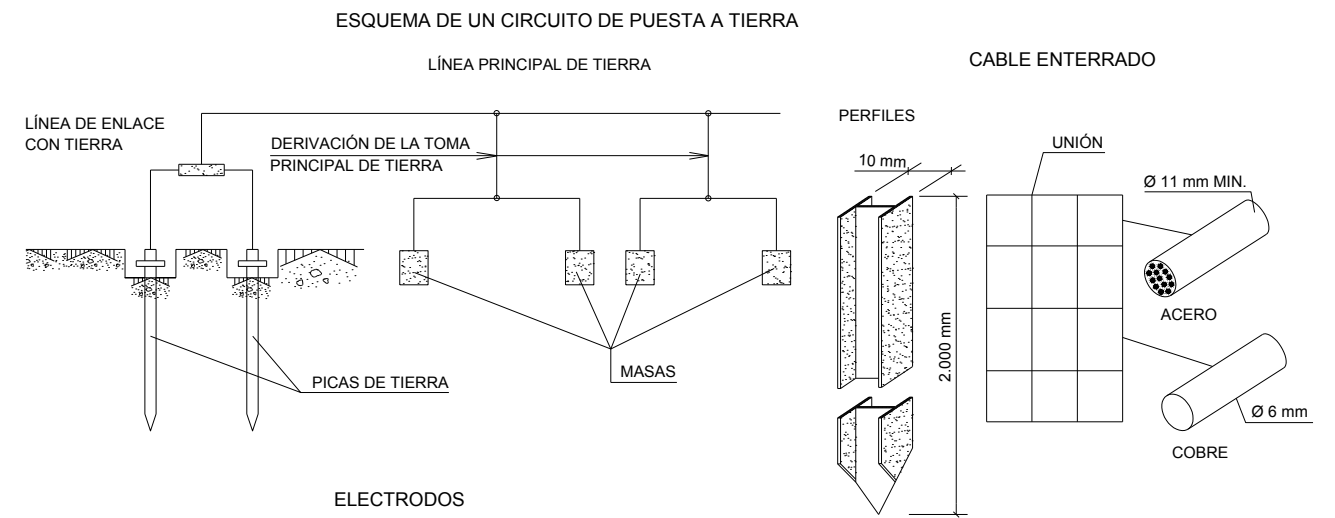 ESQUEMA DE UN CIRCUITO DE PUESTA A TIERRA
LÍNEA PRINCIPAL DE TIERRA
LÍNEA DE ENLACE
CON TIERRA
DERIVACIÓN DE LA TOMA
PRINCIPAL DE TIERRA
PICAS DE TIERRA
MASAS
ELECTRODOS
CABLE ENTERRADO
PERFILES
10 mm
2.000 mm
UNIÓN
Ø 11 mm MIN.
ACERO
Ø 6 mm
COBRE